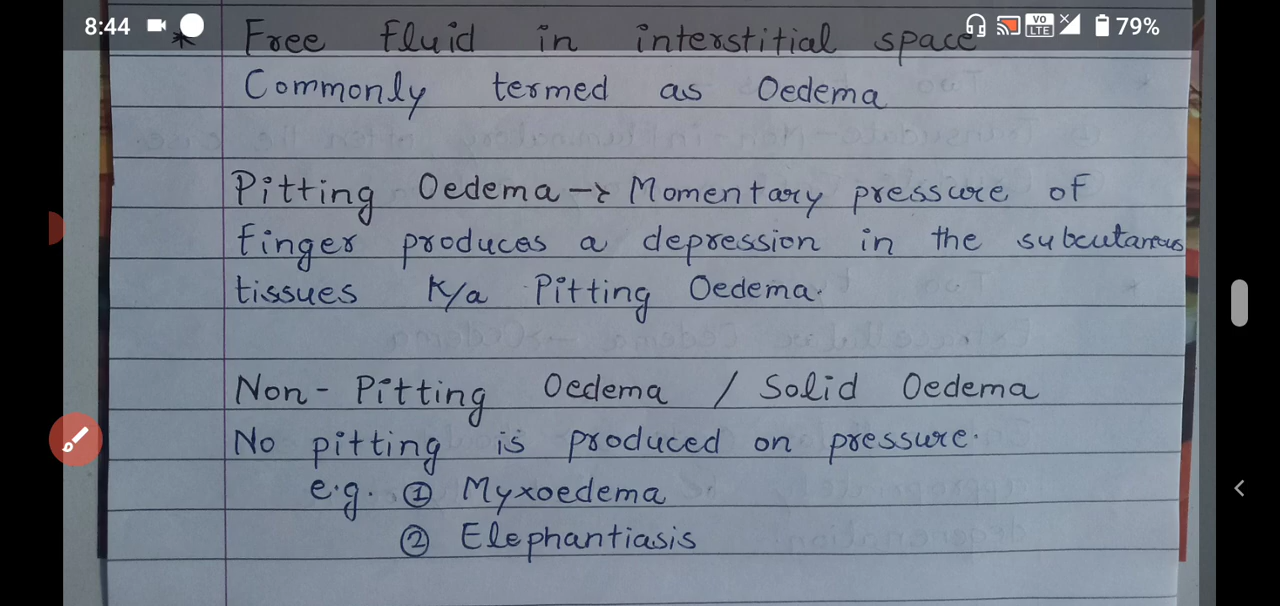 8:44
VO LTE 79%
* Free fluid in interstitial space
Commonly termed as Oedema
Pitting Oedema → Momentary pressure of
finger produces a depression in the subcutaneous
tissues K/a Pitting Oedema.
Non-Pitting Oedema / Solid Oedema
No pitting is produced on pressure.
e.g. ① Myxoedema
② Elephantiasis